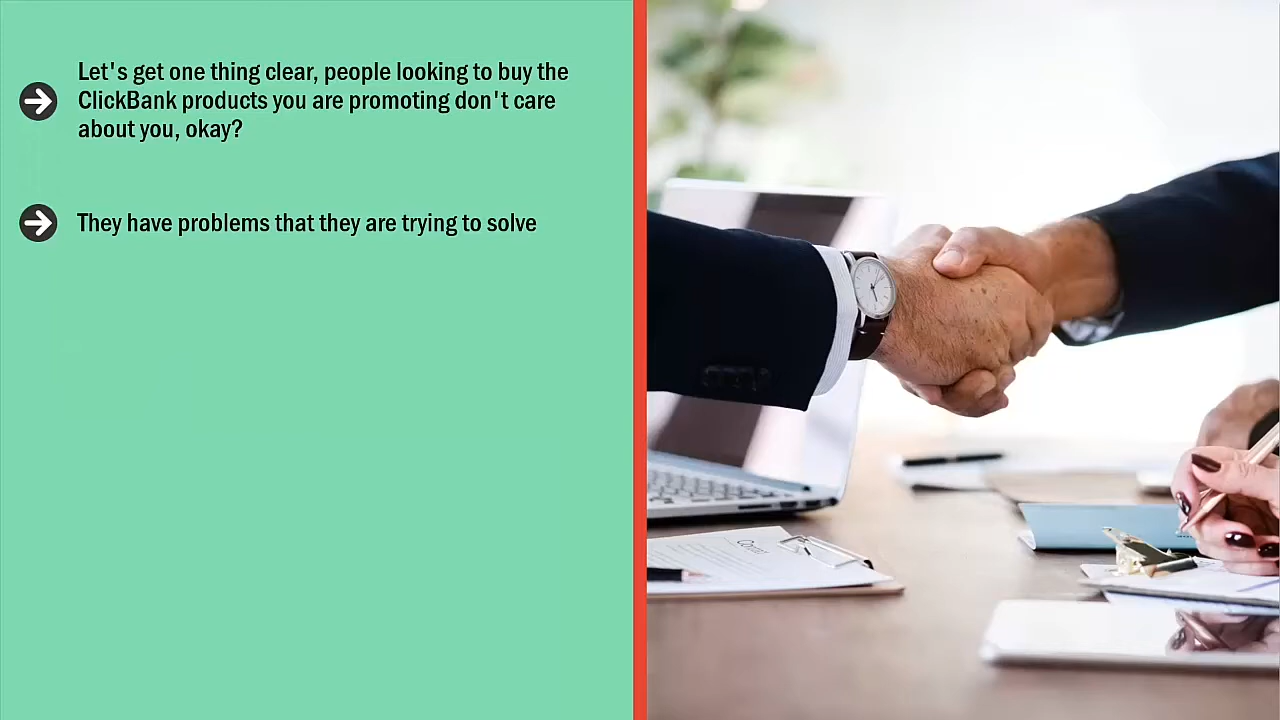 Let's get one thing clear, people looking to buy the
ClickBank products you are promoting don't care
about you, okay?
They have problems that they are trying to solve